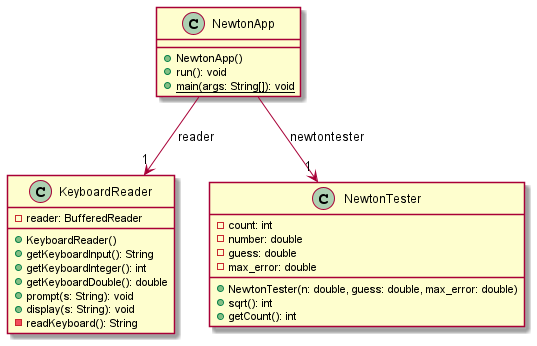 C NewtonApp
NewtonApp()
run(): void
main(args: String[]): void
reader
newtontester
1
1
C KeyboardReader
reader: BufferedReader
KeyboardReader()
getKeyboardInput(): String
getKeyboardInteger(): int
getKeyboardDouble(): double
prompt(s: String): void
display(s: String): void
readKeyboard(): String
C NewtonTester
count: int
number: double
guess: double
max_error: double
NewtonTester(n: double, guess: double, max_error: double)
sqrt(): int
getCount(): int